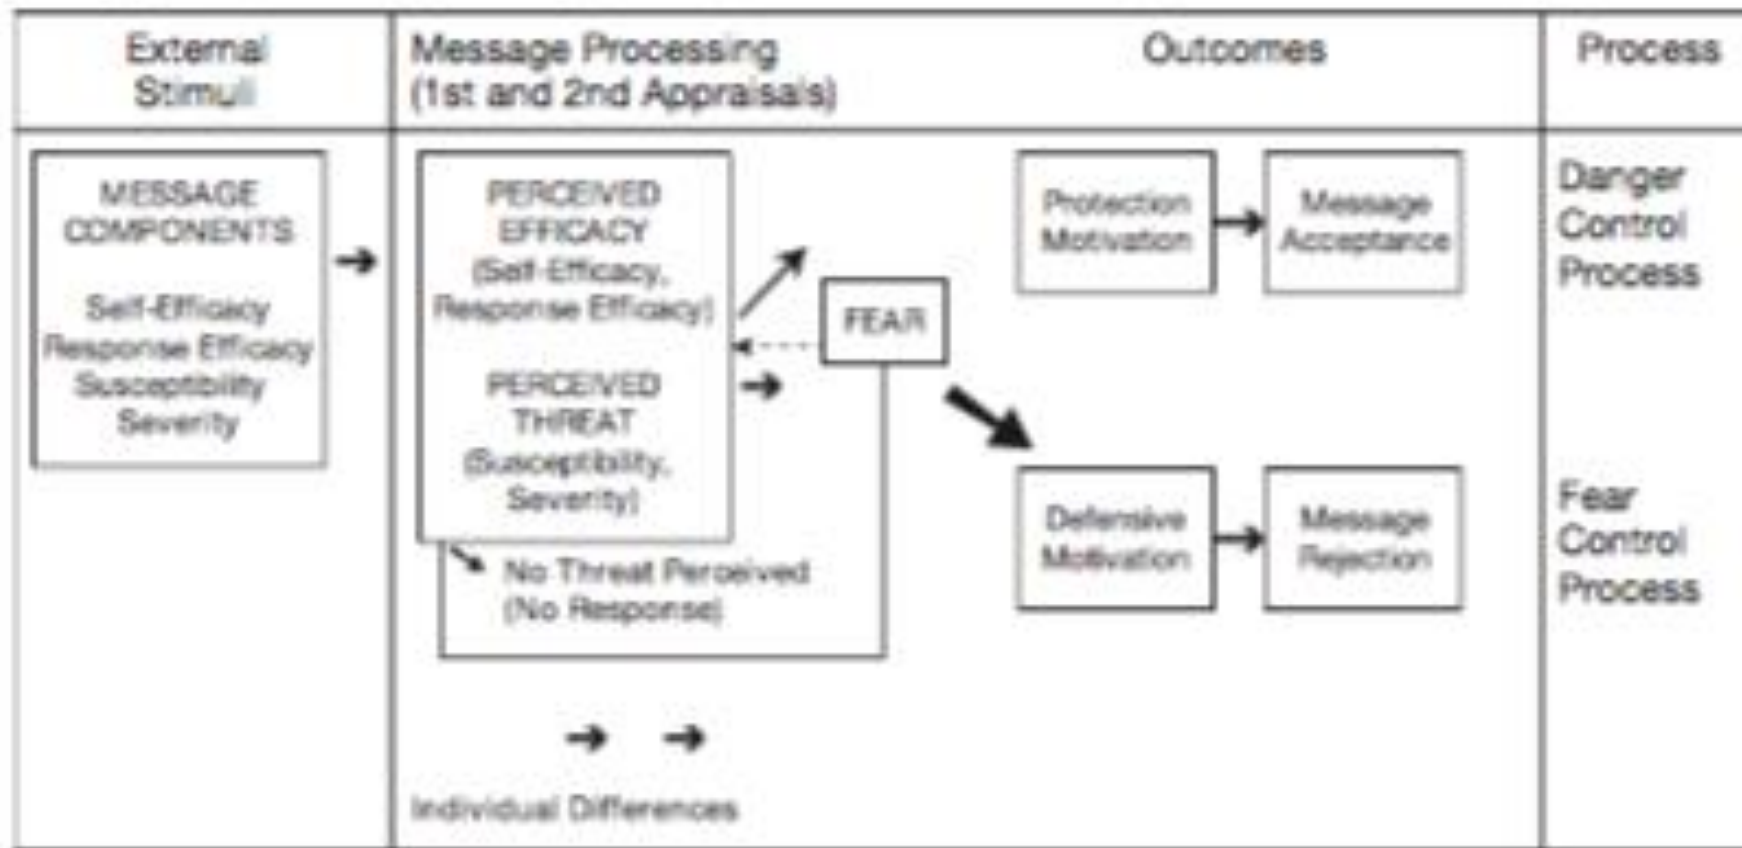 External
Stimuli
Message Processing
(1st and 2nd Appraisals)
Outcomes
Process
MESSAGE
COMPONENTS
Self-Efficacy
Response Efficacy
Susceptibility
Severity
PERCEIVED
EFFICACY
(Self-Efficacy,
Response Efficacy)
PERCEIVED
THREAT
(Susceptibility,
Severity)
No Threat Perceived
(No Response)
FEAR
Protection
Motivation
Message
Acceptance
Danger
Control
Process
Defensive
Motivation
Message
Rejection
Fear
Control
Process
Individual Differences